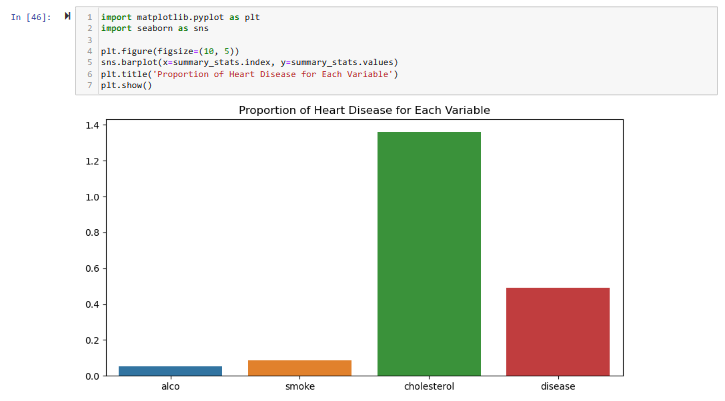 In [46]:
1 import matplotlib.pyplot as plt
2 import seaborn as sns
3
4 plt.figure(figsize=(10, 5))
5 sns.barplot(x=summary_stats.index, y=summary_stats.values)
6 plt.title('Proportion of Heart Disease for Each Variable')
7 plt.show()
Proportion of Heart Disease for Each Variable
1.4
1.2
1.0
0.8
0.6
0.4
0.2
0.0
alco smoke cholesterol disease